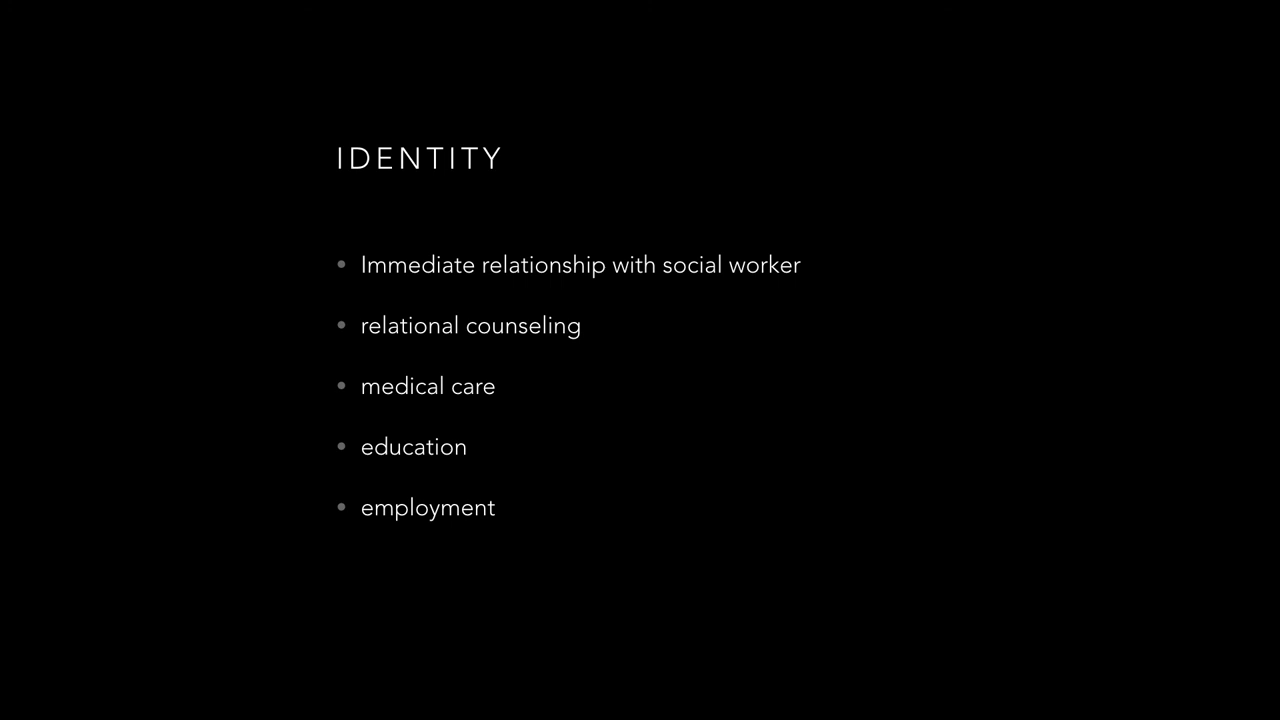 IDENTITY
• Immediate relationship with social worker
• relational counseling
• medical care
• education
• employment